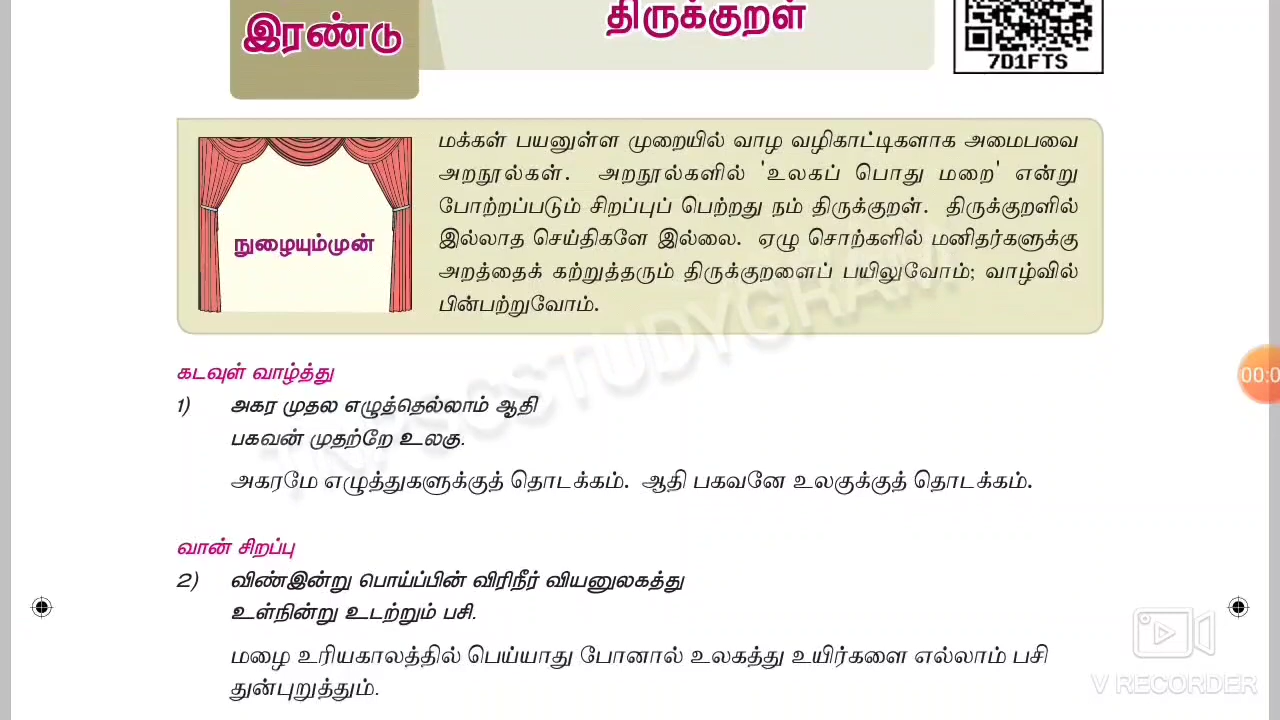 இரண்டு
திருக்குறள்
7D1FTS
நுழையும்முன்
மக்கள் பயனுள்ள முறையில் வாழ வழிகாட்டிகளாக அமைபவை
அறநூல்கள். அறநூல்களில் 'உலகப் பொது மறை' என்று
போற்றப்படும் சிறப்புப் பெற்றது நம் திருக்குறள். திருக்குறளில்
இல்லாத செய்திகளே இல்லை. ஏழு சொற்களில் மனிதர்களுக்கு
அறத்தைக் கற்றுத்தரும் திருக்குறளைப் பயிலுவோம்; வாழ்வில்
பின்பற்றுவோம்.
கடவுள் வாழ்த்து
1) அகர முதல எழுத்தெல்லாம் ஆதி
பகவன் முதற்றே உலகு.
அகரமே எழுத்துகளுக்குத் தொடக்கம். ஆதி பகவனே உலகுக்குத் தொடக்கம்.
வான் சிறப்பு
2) விண்இன்று பொய்ப்பின் விரிநீர் வியனுலகத்து
உள்நின்று உடற்றும் பசி.
மழை உரியகாலத்தில் பெய்யாது போனால் உலகத்து உயிர்களை எல்லாம் பசி
துன்புறுத்தும்.
TNPSCSTUDYGRAM
00:0
V RECORDER